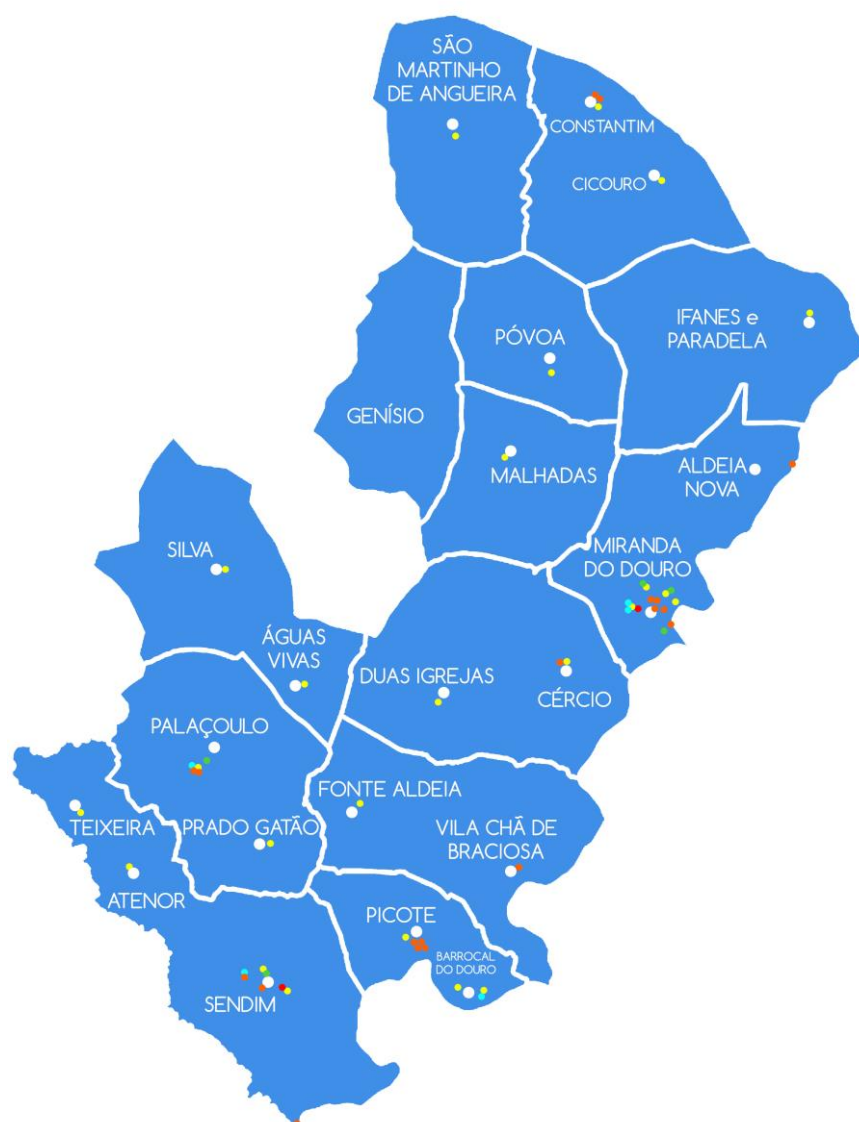 SÃO
MARTINHO
DE ANGUEIRA
CONSTANTIM
CICOURO
IFANES e
PARADELA
PÓVOA
GENÍSIO
MALHADAS
ALDEIA
NOVA
MIRANDA
DO DOURO
SILVA
ÁGUAS
VIVAS
DUAS IGREJAS
CÉRCIO
PALAÇOULO
FONTE ALDEIA
TEIXEIRA
PRADO GATÃO
VILA CHÃ DE
BRACIOSA
ATENOR
PICOTE
BARROCAL
DO DOURO
SENDIM